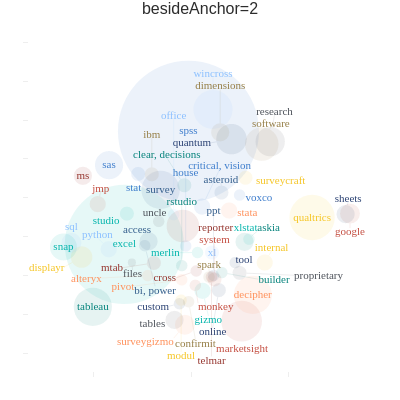 besideAnchor=2
wincross
dimensions
office
research
software
ibm
spss
quantum
clear, decisions
sas
critical, vision
house
ms
asteroid
surveycraft
jmp
stat
survey
voxco
sheets
rstudio
uncle
ppt
stata
qualtrics
studio
sql
access
reporter
xlstat
askia
google
python
system
snap
excel
merlin
xl
internal
displayr
mtab
spark
tool
files
alteryx
cross
builder
proprietary
pivot
bi, power
decipher
tableau
custom
monkey
tables
gizmo
online
surveygizmo
confirmit
modul
marketsight
telmar